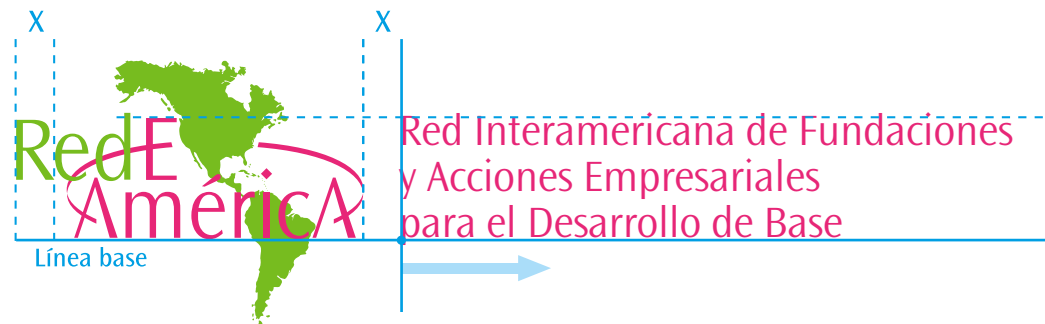 X X
RedE
AméricA
Red Interamericana de Fundaciones
y Acciones Empresariales
para el Desarrollo de Base
Línea base